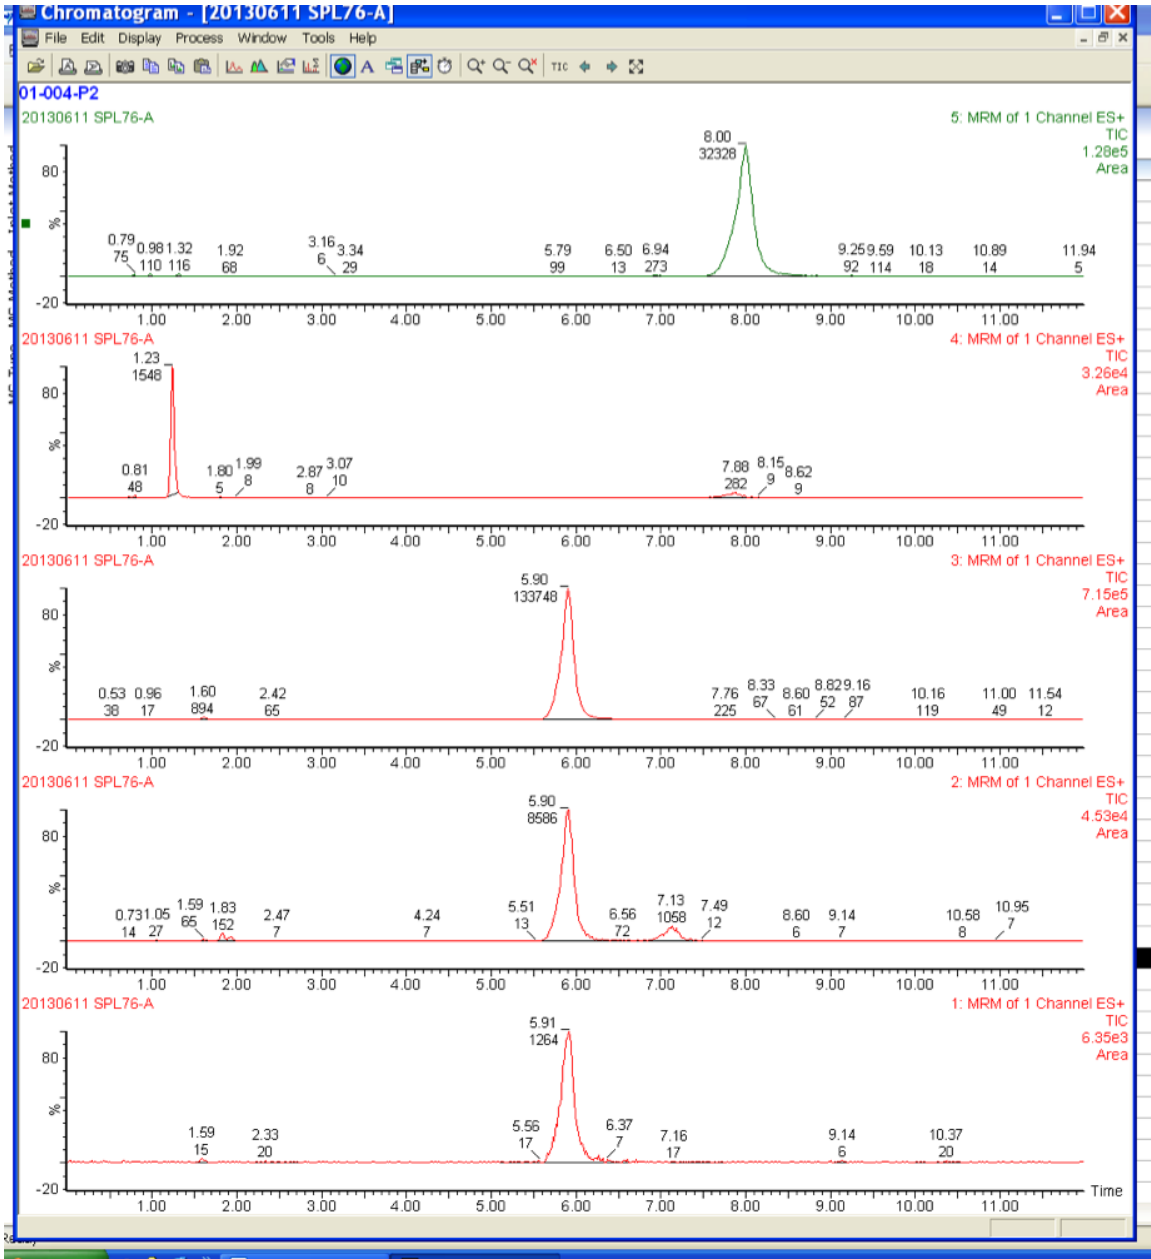 Chromatogram - [20130611 SPL76-A]
File Edit Display Process Window Tools Help
TIC
01-004-P2
20130611 SPL76-A
5: MRM of 1 Channel ES+
TIC
1.28e5
Area
8.00
32328
80
%
-20
0.79 0.98 1.32 1.92 3.16 3.34 5.79 6.50 6.94 9.25 9.59 10.13 10.89 11.94
75 110 116 68 6 29 99 13 273 92 114 18 14 5
1.00 2.00 3.00 4.00 5.00 6.00 7.00 8.00 9.00 10.00 11.00
20130611 SPL76-A
4: MRM of 1 Channel ES+
TIC
3.26e4
Area
1.23
1548
80
%
-20
0.81 1.80 1.99 2.87 3.07 7.88 8.15 8.62
48 5 8 8 10 282 9 9
1.00 2.00 3.00 4.00 5.00 6.00 7.00 8.00 9.00 10.00 11.00
20130611 SPL76-A
3: MRM of 1 Channel ES+
TIC
7.15e5
Area
5.90
133748
80
%
-20
0.53 0.96 1.60 2.42 7.76 8.33 8.60 8.82 9.16 10.16 11.00 11.54
38 17 894 65 225 67 61 52 87 119 49 12
1.00 2.00 3.00 4.00 5.00 6.00 7.00 8.00 9.00 10.00 11.00
20130611 SPL76-A
2: MRM of 1 Channel ES+
TIC
4.53e4
Area
5.90
8586
80
%
-20
0.73 1.05 1.59 1.83 2.47 4.24 5.51 6.56 7.13 7.49 8.60 9.14 10.58 10.95
14 27 65 152 7 7 13 72 1058 12 6 7 8 7
1.00 2.00 3.00 4.00 5.00 6.00 7.00 8.00 9.00 10.00 11.00
20130611 SPL76-A
1: MRM of 1 Channel ES+
TIC
6.35e3
Area
5.91
1264
80
%
-20
1.59 2.33 5.56 6.37 7.16 9.14 10.37
15 20 17 7 17 6 20
Time
1.00 2.00 3.00 4.00 5.00 6.00 7.00 8.00 9.00 10.00 11.00